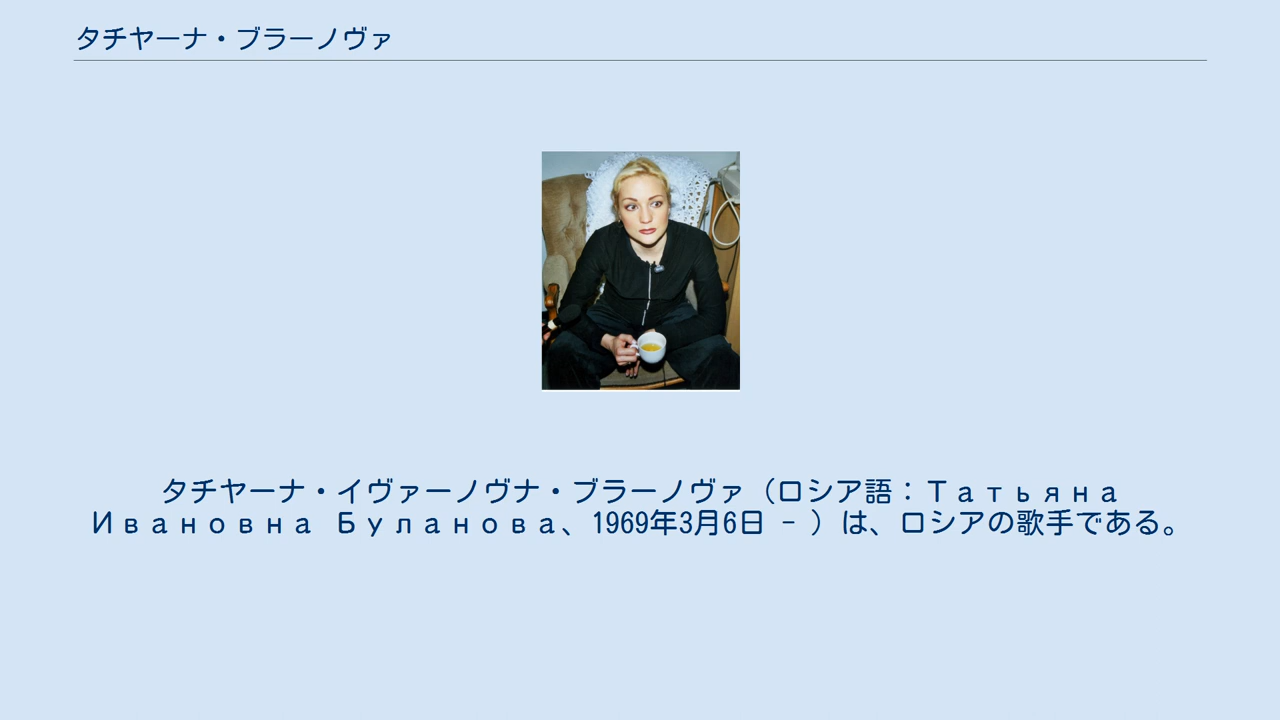 タチヤーナ・ブラーノヴァ
タチヤーナ・イヴァーノヴナ・ブラーノヴァ（ロシア語：Татьяна
Ивановна Буланова、1969年3月6日 - ）は、ロシアの歌手である。